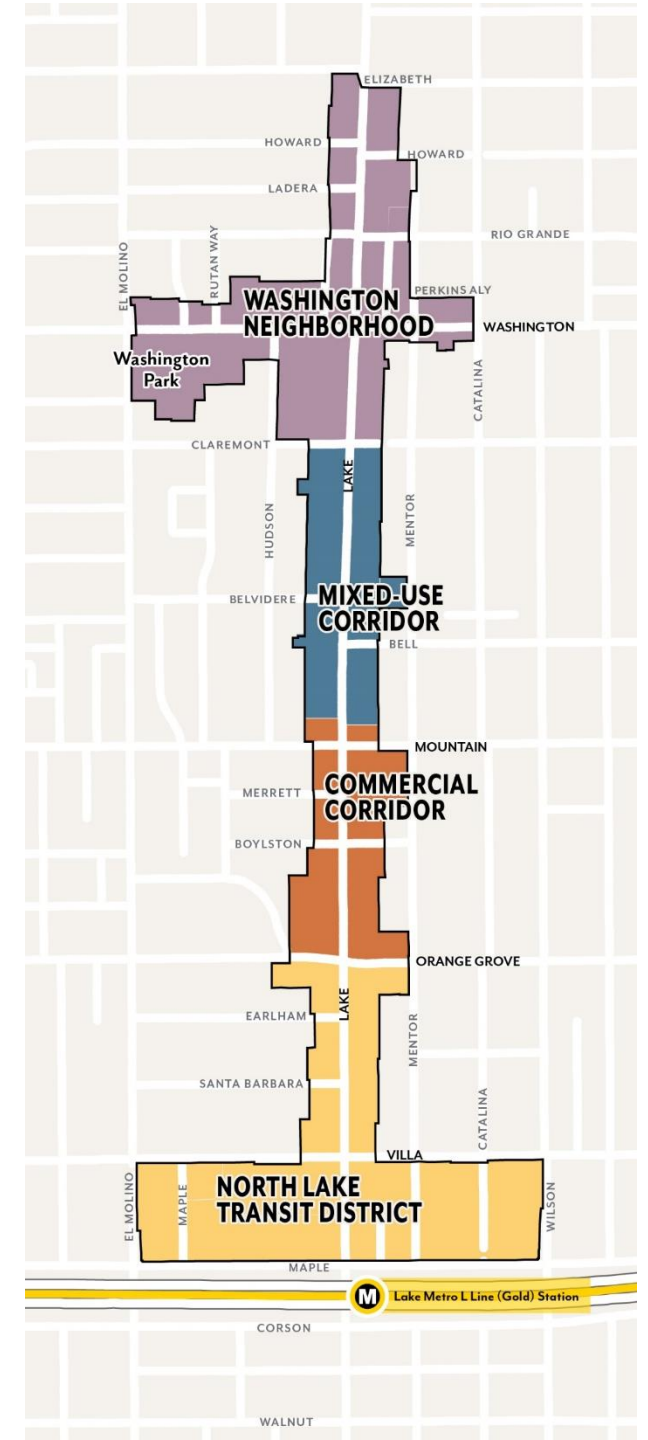 ELIZABETH
HOWARD
HOWARD
LADERA
RIO GRANDE
EL MOLINO
RUTAN WAY
PERKINS ALY
WASHINGTON
NEIGHBORHOOD
WASHINGTON
Washington
Park
CATALINA
CLAREMONT
LAKE
HUDSON
MENTOR
BELVIDERE
MIXED-USE
CORRIDOR
BELL
MOUNTAIN
COMMERCIAL
CORRIDOR
MERRETT
BOYLSTON
ORANGE GROVE
LAKE
EARLHAM
MENTOR
SANTA BARBARA
CATALINA
VILLA
EL MOLINO
MAPLE
NORTH LAKE
TRANSIT DISTRICT
WILSON
MAPLE
M
Lake Metro L Line (Gold) Station
CORSON
WALNUT